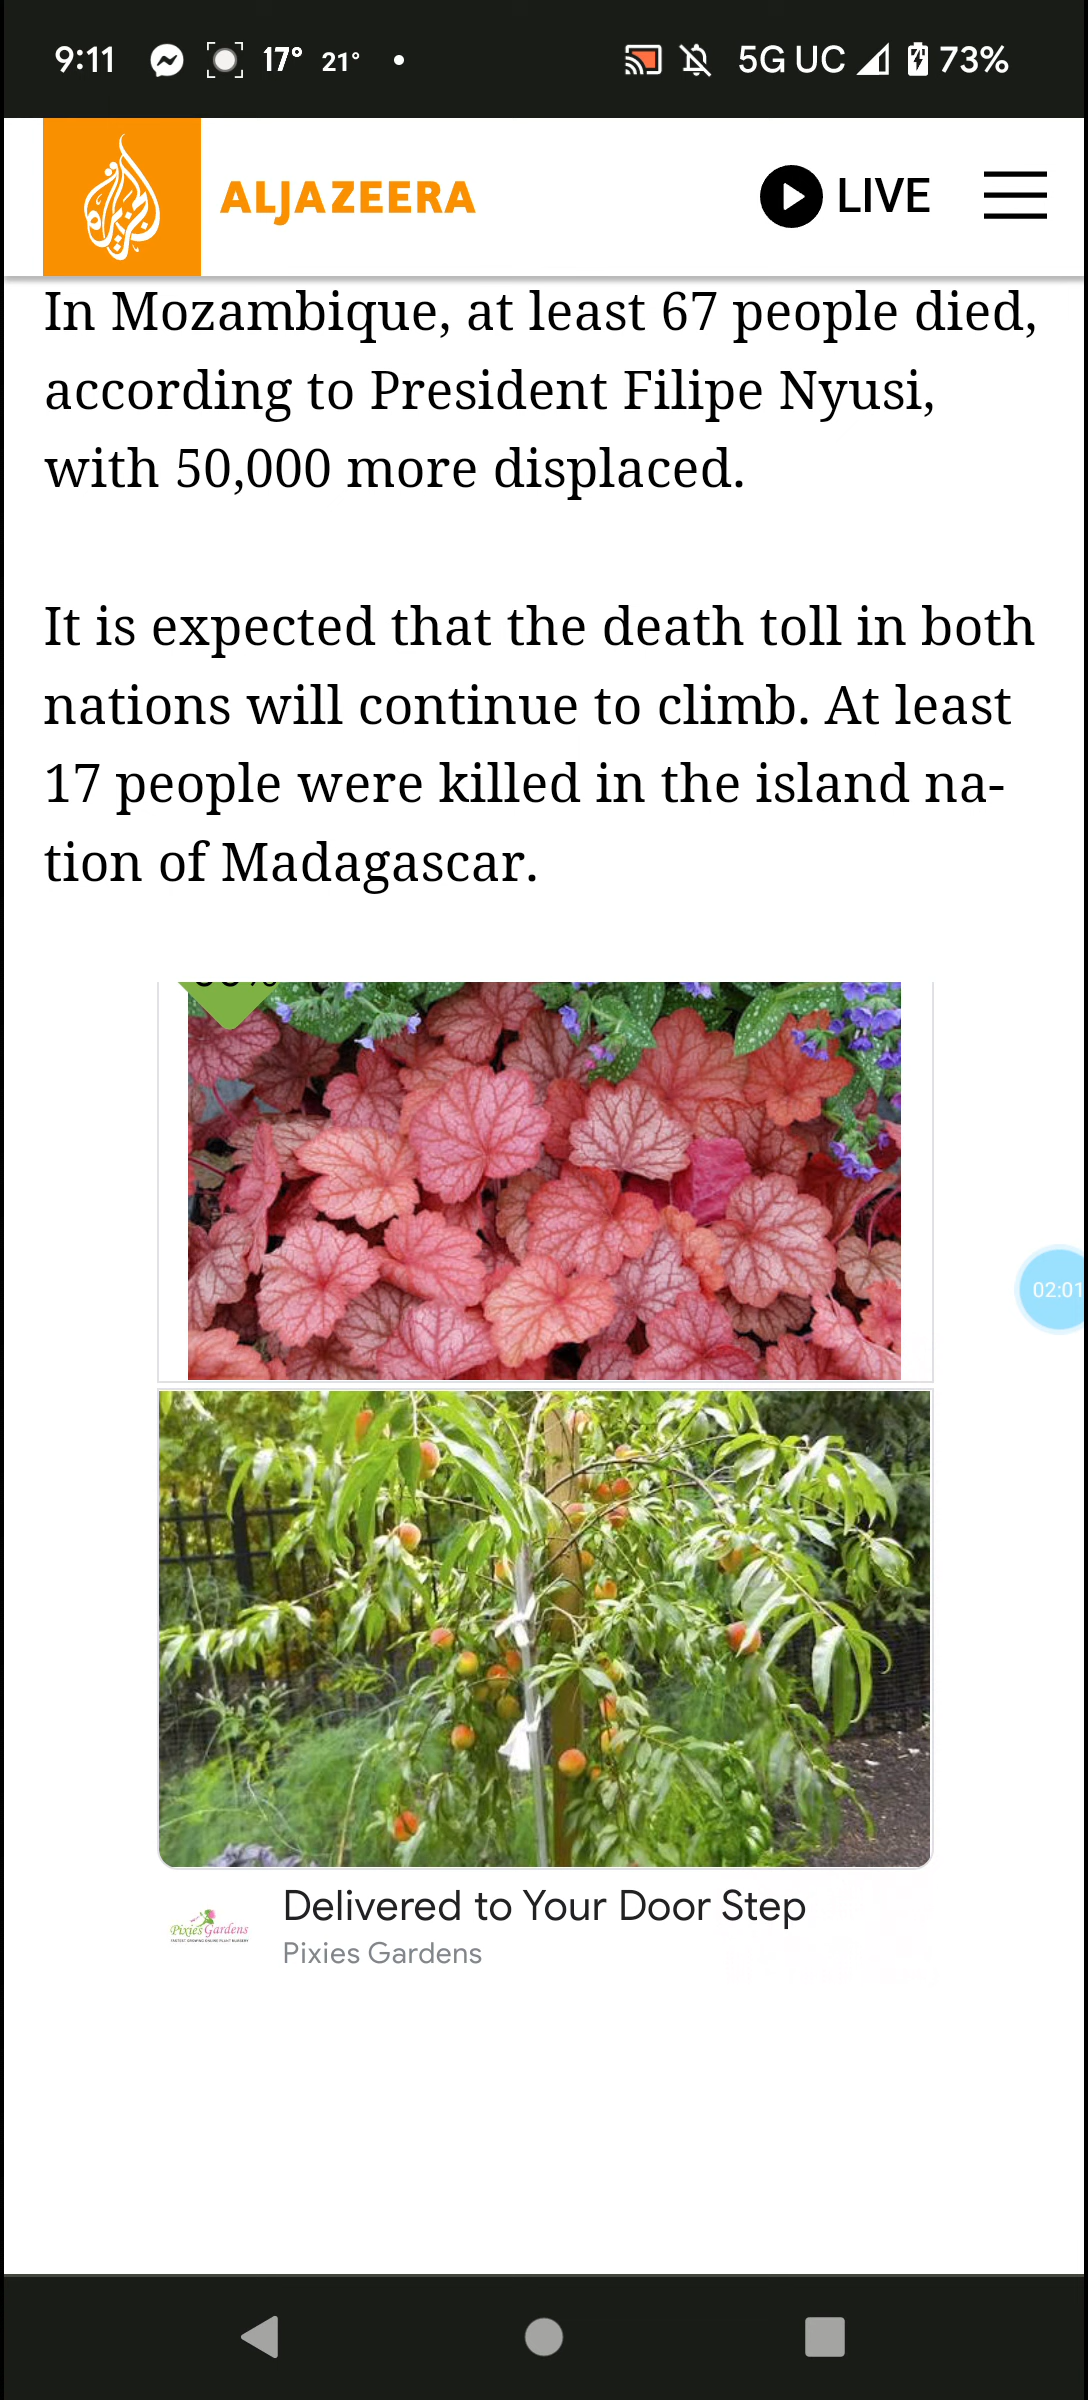 9:11 17° 21° 5G UC 73%
ALJAZEERA LIVE
In Mozambique, at least 67 people died,
according to President Filipe Nyusi,
with 50,000 more displaced.
It is expected that the death toll in both
nations will continue to climb. At least
17 people were killed in the island na-
tion of Madagascar.
02:01
Delivered to Your Door Step
Pixies Gardens
Pixies Gardens